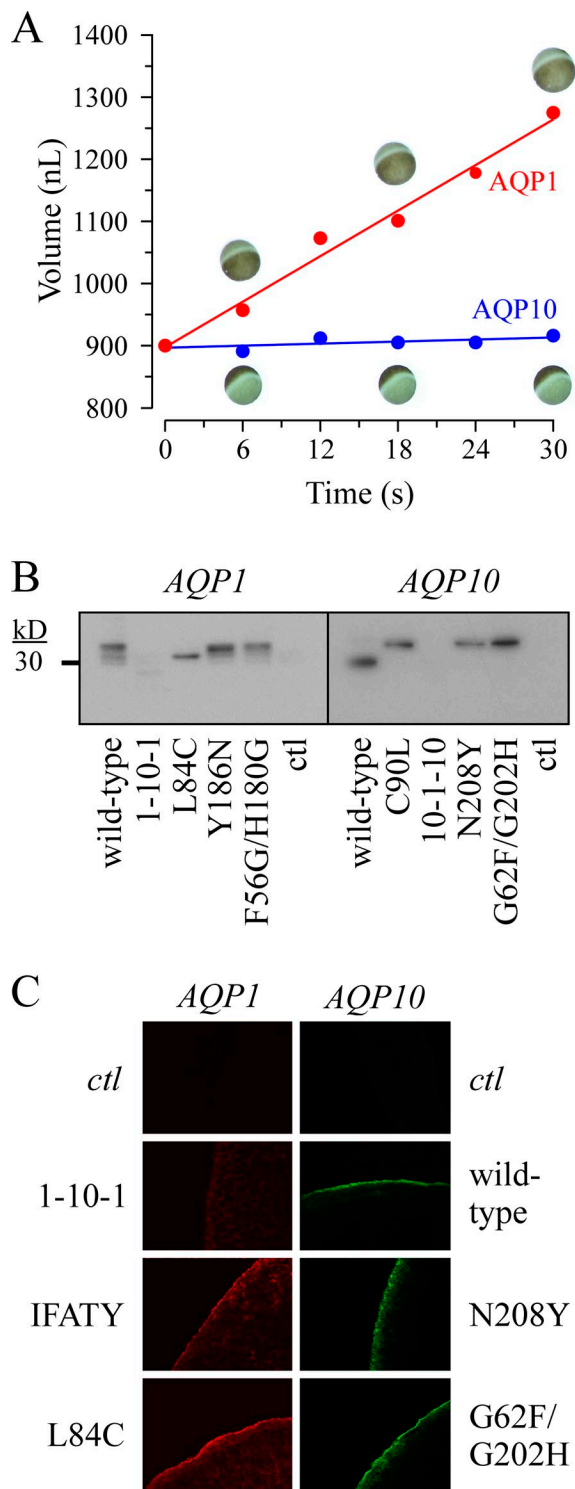 A
1400
1300
1200
1100
1000
900
800
Volume (nL)
AQP1
AQP10
0 6 12 18 24 30
Time (s)
B
AQP1 AQP10
kD
30
wild-type
1-10-1
L84C
Y186N
F56G/H180G
ctl
wild-type
C90L
10-1-10
N208Y
G62F/G202H
ctl
C
AQP1 AQP10
ctl ctl
1-10-1 wild-
type
IFATY N208Y
L84C G62F/
G202H